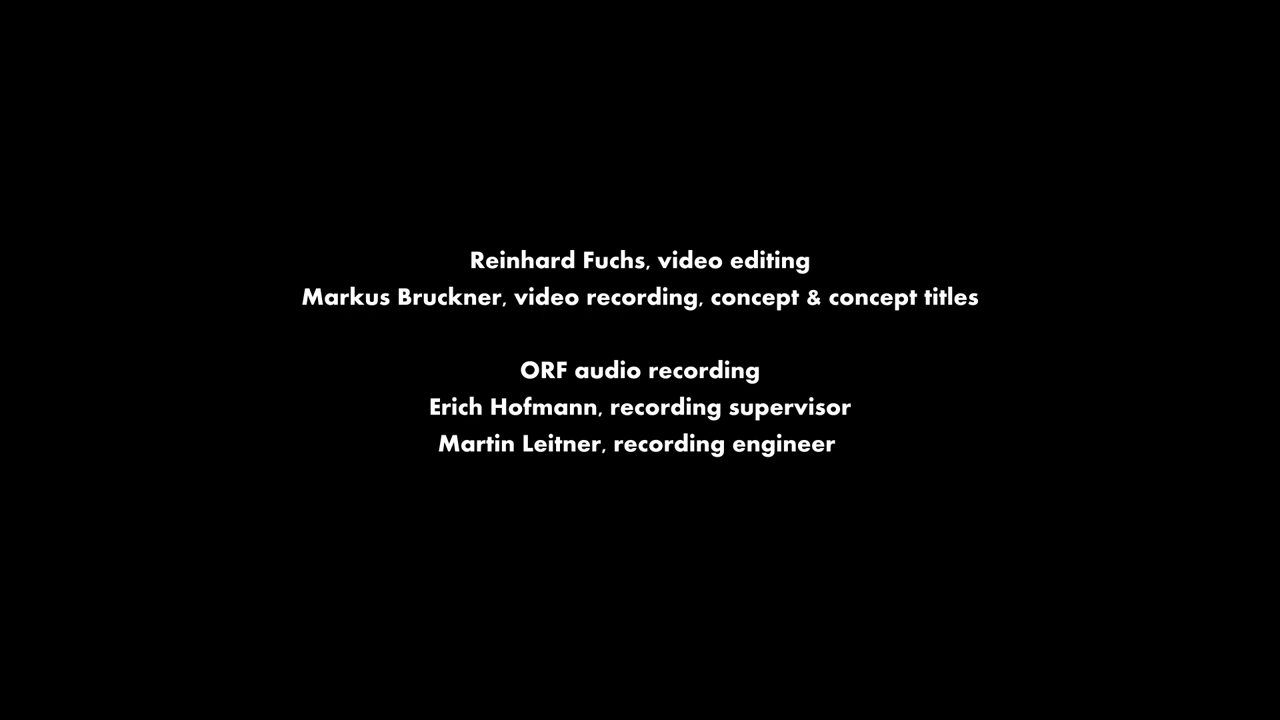 Reinhard Fuchs, video editing
Markus Bruckner, video recording, concept & concept titles
ORF audio recording
Erich Hofmann, recording supervisor
Martin Leitner, recording engineer